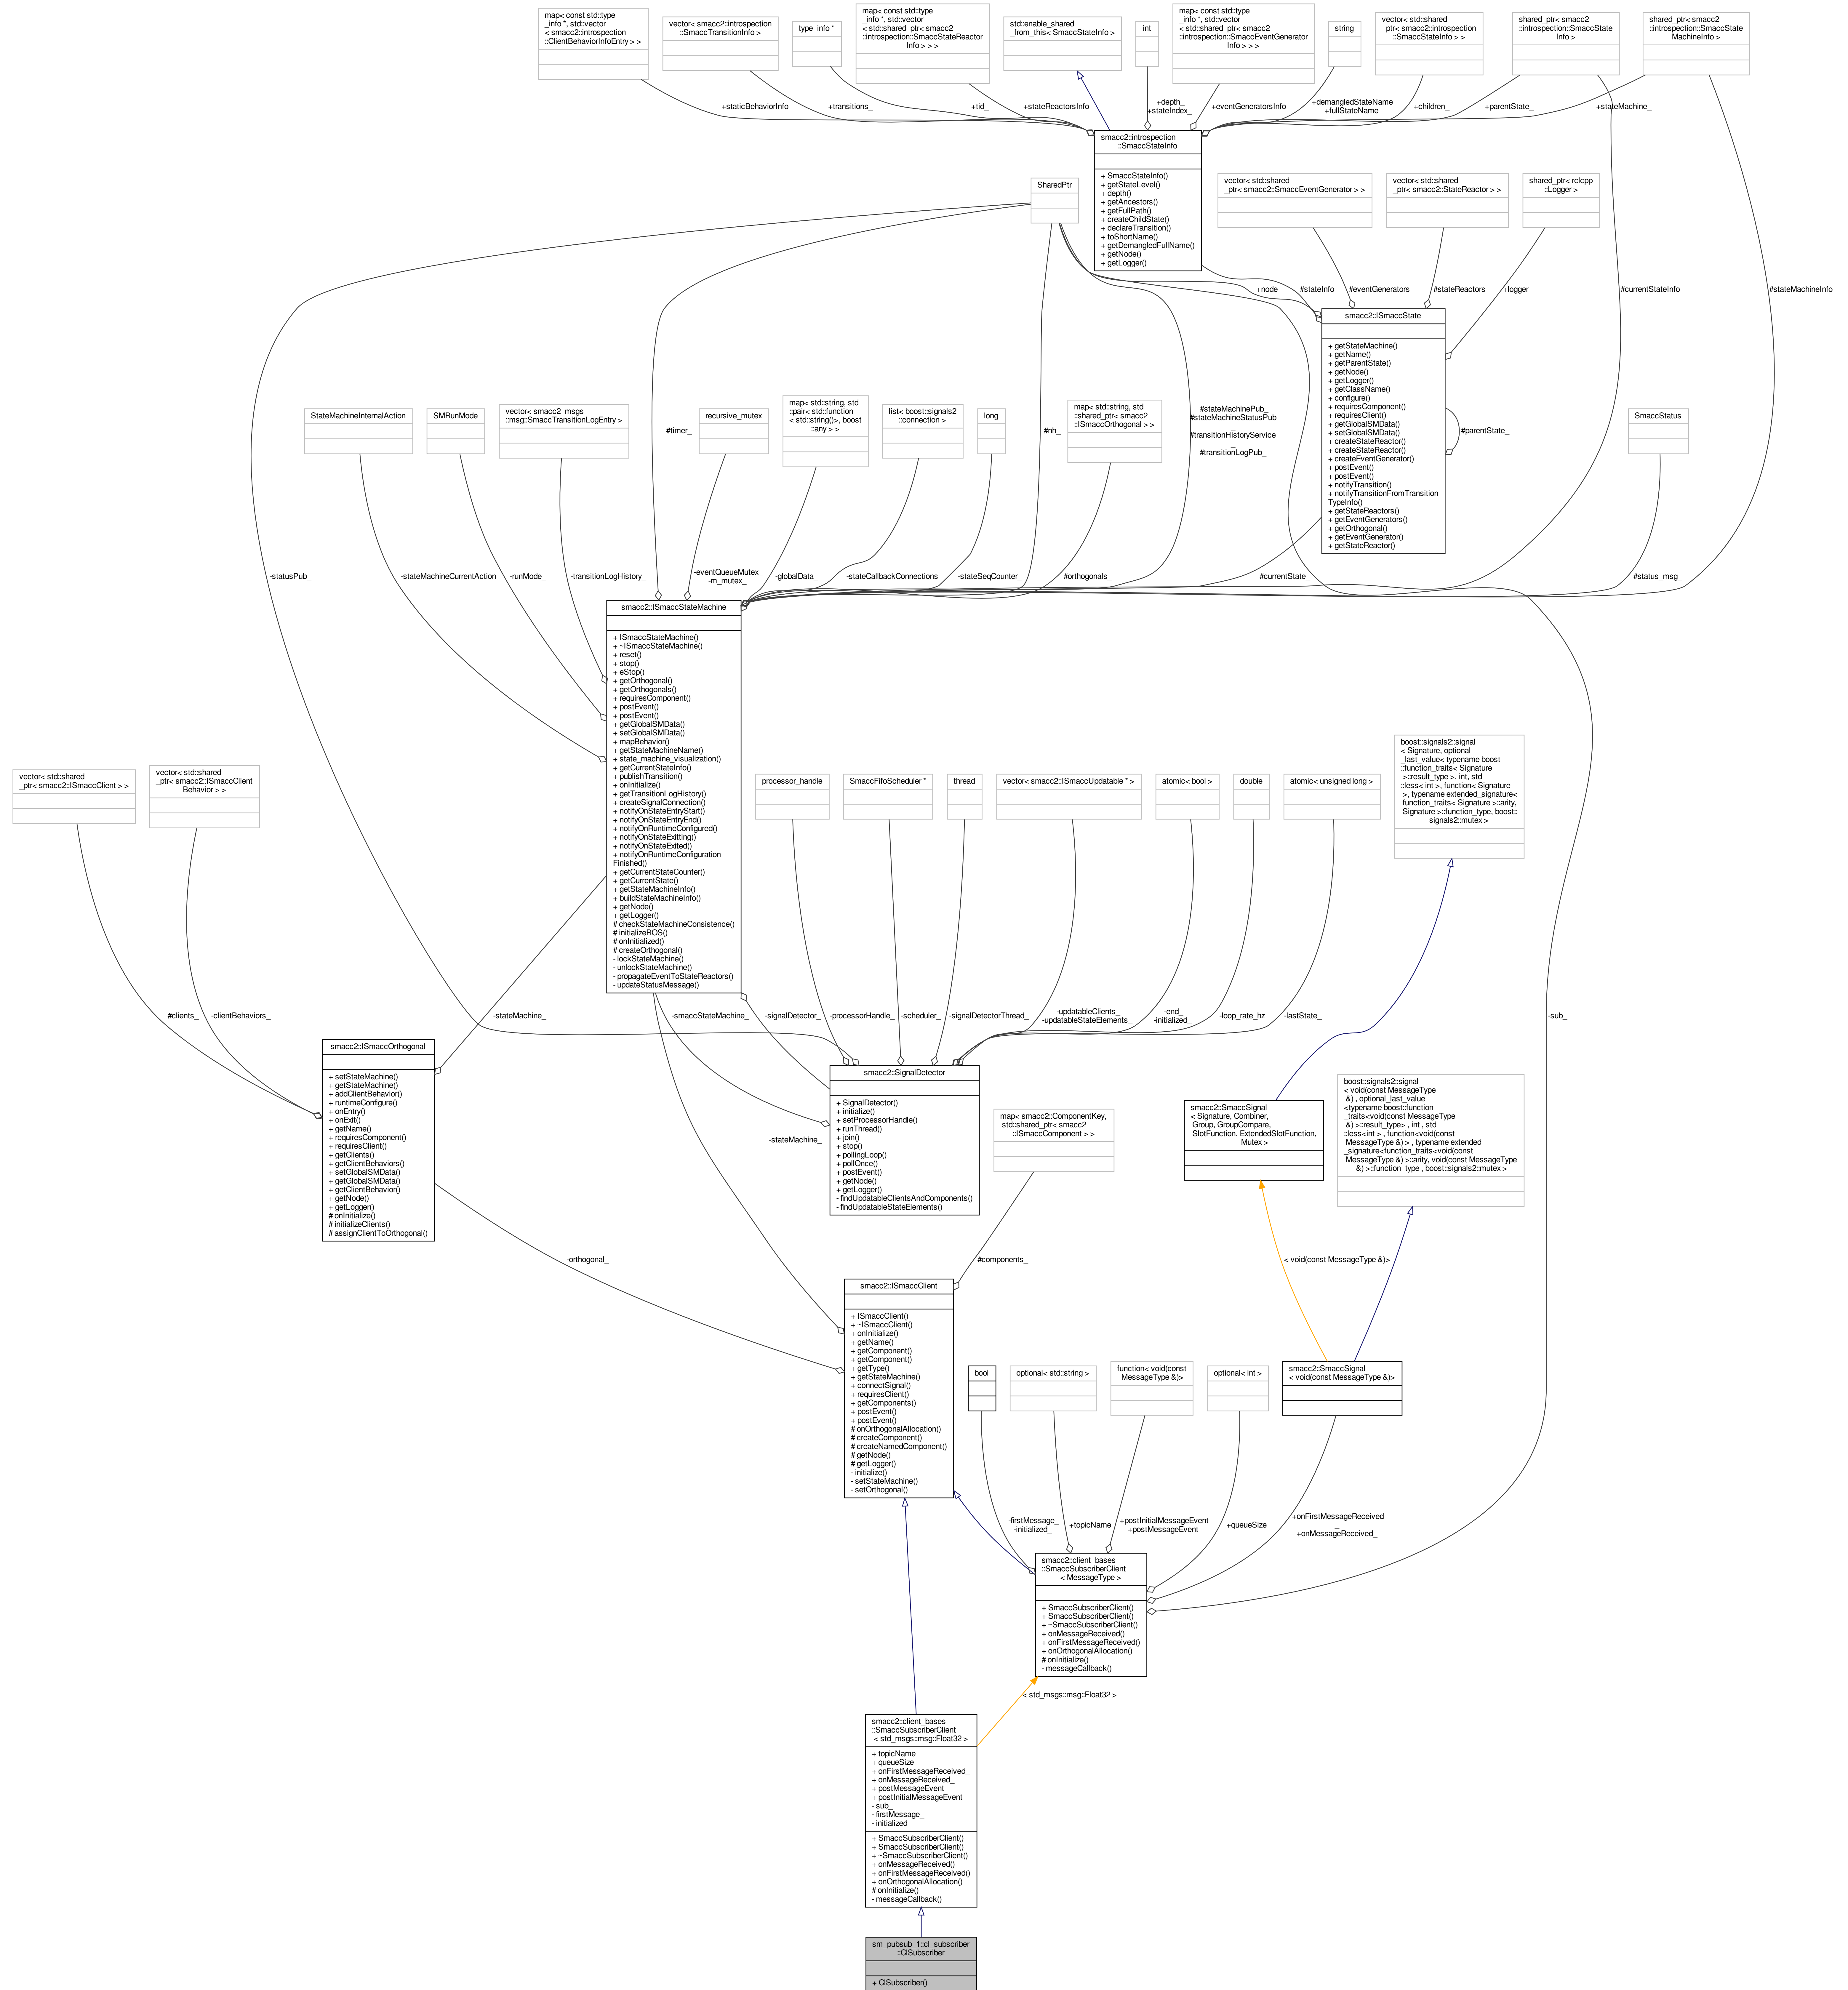 map< const std::type
_info *, std::vector
< smacc2::introspection
::ClientBehaviorInfoEntry > >
vector< smacc2::introspection
::SmaccTransitionInfo >
type_info *
map< const std::type
_info *, std::vector
< std::shared_ptr< smacc2
::introspection::SmaccStateReactor
Info > > >
std::enable_shared
_from_this< SmaccStateInfo >
int
map< const std::type
_info *, std::vector
< std::shared_ptr< smacc2
::introspection::SmaccEventGenerator
Info > > >
string
vector< std::shared
_ptr< smacc2::introspection
::SmaccStateInfo > >
shared_ptr< smacc2
::introspection::SmaccState
Info >
shared_ptr< smacc2
::introspection::SmaccState
MachineInfo >
+staticBehaviorInfo
+transitions_
+tid_
+stateReactorsInfo
+depth_
+stateIndex_
+eventGeneratorsInfo
+demangledStateName
+fullStateName
+children_
+parentState_
+stateMachine_
smacc2::introspection
::SmaccStateInfo
+ SmaccStateInfo()
+ getStateLevel()
+ depth()
+ getAncestors()
+ getFullPath()
+ createChildState()
+ declareTransition()
+ toShortName()
+ getDemangledFullName()
+ getNode()
+ getLogger()
SharedPtr
vector< std::shared
_ptr< smacc2::SmaccEventGenerator > >
vector< std::shared
_ptr< smacc2::StateReactor > >
shared_ptr< rclcpp
::Logger >
+node_
#stateInfo_
#eventGenerators_
#stateReactors_
+logger_
#currentStateInfo_
#stateMachineInfo_
smacc2::ISmaccState
+ getStateMachine()
+ getName()
+ getParentState()
+ getNode()
+ getLogger()
+ getClassName()
+ configure()
+ requiresComponent()
+ requiresClient()
+ getGlobalSMData()
+ setGlobalSMData()
+ createStateReactor()
+ createStateReactor()
+ createEventGenerator()
+ postEvent()
+ postEvent()
+ notifyTransition()
+ notifyTransitionFromTransition
TypeInfo()
+ getStateReactors()
+ getEventGenerators()
+ getOrthogonal()
+ getEventGenerator()
+ getStateReactor()
#parentState_
StateMachineInternalAction
SMRunMode
vector< smacc2_msgs
::msg::SmaccTransitionLogEntry >
#timer_
recursive_mutex
map< std::string, std
::pair< std::function
< std::string()>, boost
::any > >
list< boost::signals2
::connection >
long
#nh_
map< std::string, std
::shared_ptr< smacc2
::ISmaccOrthogonal > >
#stateMachinePub_
#stateMachineStatusPub
_
#transitionHistoryService
_
#transitionLogPub_
SmaccStatus
-statusPub_
-stateMachineCurrentAction
-runMode_
-transitionLogHistory_
-eventQueueMutex_
-m_mutex_
-globalData_
-stateCallbackConnections
-stateSeqCounter_
#orthogonals_
#currentState_
#status_msg_
smacc2::ISmaccStateMachine
+ ISmaccStateMachine()
+ ~ISmaccStateMachine()
+ reset()
+ stop()
+ eStop()
+ getOrthogonal()
+ getOrthogonals()
+ requiresComponent()
+ postEvent()
+ postEvent()
+ getGlobalSMData()
+ setGlobalSMData()
+ mapBehavior()
+ getStateMachineName()
+ state_machine_visualization()
+ getCurrentStateInfo()
+ publishTransition()
+ onInitialize()
+ getTransitionLogHistory()
+ createSignalConnection()
+ notifyOnStateEntryStart()
+ notifyOnStateEntryEnd()
+ notifyOnRuntimeConfigured()
+ notifyOnStateExitting()
+ notifyOnStateExited()
+ notifyOnRuntimeConfiguration
Finished()
+ getCurrentStateCounter()
+ getCurrentState()
+ getStateMachineInfo()
+ buildStateMachineInfo()
+ getNode()
+ getLogger()
# checkStateMachineConsistence()
# initializeROS()
# onInitialized()
# createOrthogonal()
- lockStateMachine()
- unlockStateMachine()
- propagateEventToStateReactors()
- updateStatusMessage()
vector< std::shared
_ptr< smacc2::ISmaccClient > >
vector< std::shared
_ptr< smacc2::ISmaccClient
Behavior > >
processor_handle
SmaccFifoScheduler *
thread
vector< smacc2::ISmaccUpdatable * >
atomic< bool >
double
atomic< unsigned long >
boost::signals2::signal
< Signature, optional
_last_value< typename boost
::function_traits< Signature
>::result_type >, int, std
::less< int >, function< Signature
>, typename extended_signature<
function_traits< Signature >::arity,
Signature >::function_type, boost::
signals2::mutex >
#clients_
-clientBehaviors_
-stateMachine_
-smaccStateMachine_
-signalDetector_
-processorHandle_
-scheduler_
-signalDetectorThread_
-updatableClients_
-updatableStateElements_
-end_
-initialized_
-loop_rate_hz
-lastState_
-sub_
smacc2::ISmaccOrthogonal
+ setStateMachine()
+ getStateMachine()
+ addClientBehavior()
+ runtimeConfigure()
+ onEntry()
+ onExit()
+ getName()
+ requiresComponent()
+ requiresClient()
+ getClients()
+ getClientBehaviors()
+ setGlobalSMData()
+ getGlobalSMData()
+ getClientBehavior()
+ getNode()
+ getLogger()
# onInitialize()
# initializeClients()
# assignClientToOrthogonal()
smacc2::SignalDetector
+ SignalDetector()
+ initialize()
+ setProcessorHandle()
+ runThread()
+ join()
+ stop()
+ pollingLoop()
+ pollOnce()
+ postEvent()
+ getNode()
+ getLogger()
- findUpdatableClientsAndComponents()
- findUpdatableStateElements()
-stateMachine_
map< smacc2::ComponentKey,
std::shared_ptr< smacc2
::ISmaccComponent > >
smacc2::SmaccSignal
< Signature, Combiner,
Group, GroupCompare,
SlotFunction, ExtendedSlotFunction,
Mutex >
boost::signals2::signal
< void(const MessageType
&) , optional_last_value
<typename boost::function
_traits<void(const MessageType
&) >::result_type> , int , std
::less<int > , function<void(const
MessageType &) > , typename extended
_signature<function_traits<void(const
MessageType &) >::arity, void(const MessageType
&) >::function_type , boost::signals2::mutex >
-orthogonal_
#components_
< void(const MessageType &)>
smacc2::ISmaccClient
+ ISmaccClient()
+ ~ISmaccClient()
+ onInitialize()
+ getName()
+ getComponent()
+ getComponent()
+ getType()
+ getStateMachine()
+ connectSignal()
+ requiresClient()
+ getComponents()
+ postEvent()
+ postEvent()
# onOrthogonalAllocation()
# createComponent()
# createNamedComponent()
# getNode()
# getLogger()
- initialize()
- setStateMachine()
- setOrthogonal()
bool
optional< std::string >
function< void(const
MessageType &)>
optional< int >
smacc2::SmaccSignal
< void(const MessageType &)>
-firstMessage_
-initialized_
+topicName
+postInitialMessageEvent
+postMessageEvent
+queueSize
+onFirstMessageReceived
_
+onMessageReceived_
smacc2::client_bases
::SmaccSubscriberClient
< MessageType >
+ SmaccSubscriberClient()
+ SmaccSubscriberClient()
+ ~SmaccSubscriberClient()
+ onMessageReceived()
+ onFirstMessageReceived()
+ onOrthogonalAllocation()
# onInitialize()
- messageCallback()
< std_msgs::msg::Float32 >
smacc2::client_bases
::SmaccSubscriberClient
< std_msgs::msg::Float32 >
+ topicName
+ queueSize
+ onFirstMessageReceived_
+ onMessageReceived_
+ postMessageEvent
+ postInitialMessageEvent
- sub_
- firstMessage_
- initialized_
+ SmaccSubscriberClient()
+ SmaccSubscriberClient()
+ ~SmaccSubscriberClient()
+ onMessageReceived()
+ onFirstMessageReceived()
+ onOrthogonalAllocation()
# onInitialize()
- messageCallback()
sm_pubsub_1::cl_subscriber
::ClSubscriber
+ ClSubscriber()